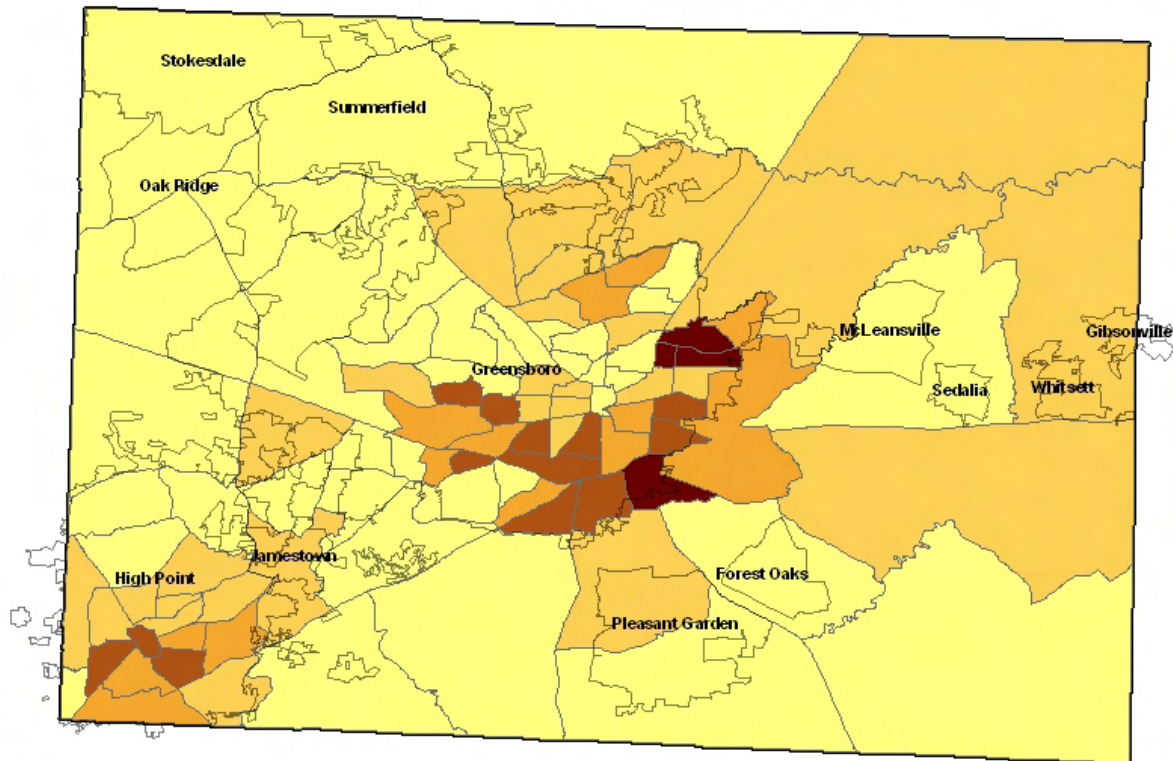 Stokesdale
Summerfield
Oak Ridge
McLeansville
Gibsonville
Greensboro
Sedalia
Whitsett
Jamestown
High Point
Forest Oaks
Pleasant Garden